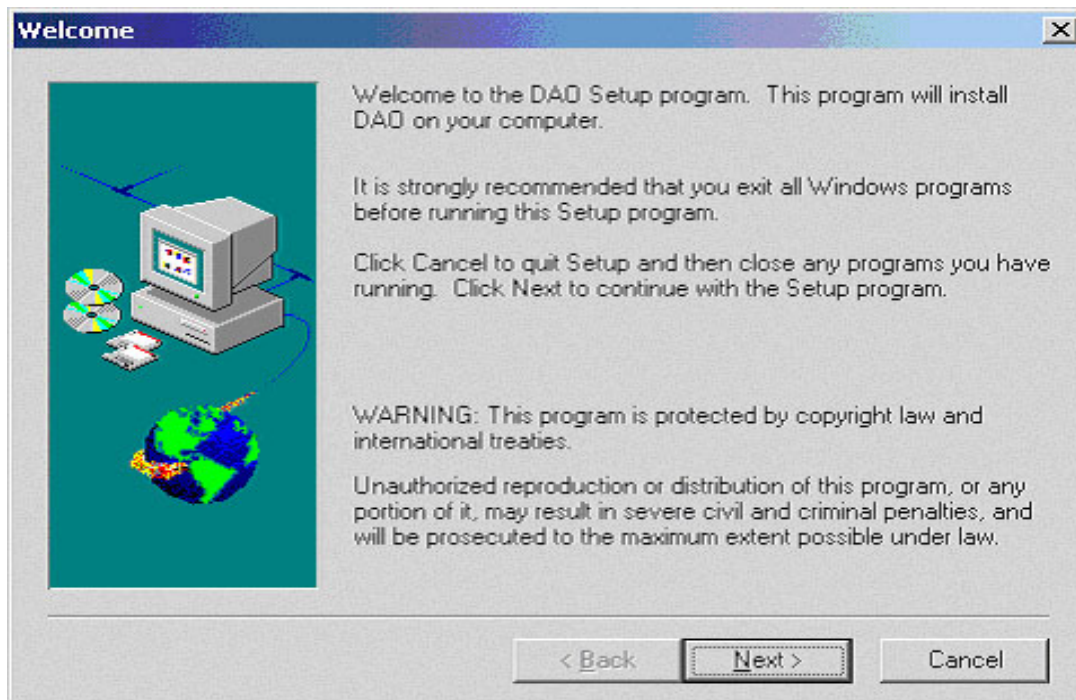 Welcome
Welcome to the DAO Setup program.  This program will install
DAO on your computer.
It is strongly recommended that you exit all Windows programs
before running this Setup program.
Click Cancel to quit Setup and then close any programs you have
running.  Click Next to continue with the Setup program.
WARNING: This program is protected by copyright law and
international treaties.
Unauthorized reproduction or distribution of this program, or any
portion of it, may result in severe civil and criminal penalties, and
will be prosecuted to the maximum extent possible under law.
< Back
Next >
Cancel